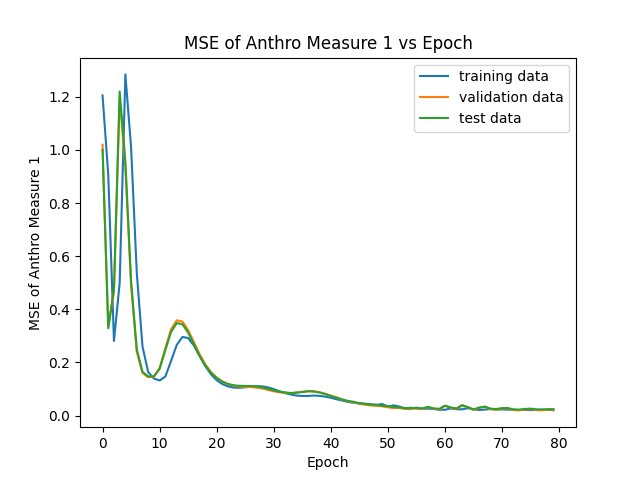 MSE of Anthro Measure 1 vs Epoch
training data
validation data
test data
MSE of Anthro Measure 1
1.2
1.0
0.8
0.6
0.4
0.2
0.0
0 10 20 30 40 50 60 70 80
Epoch